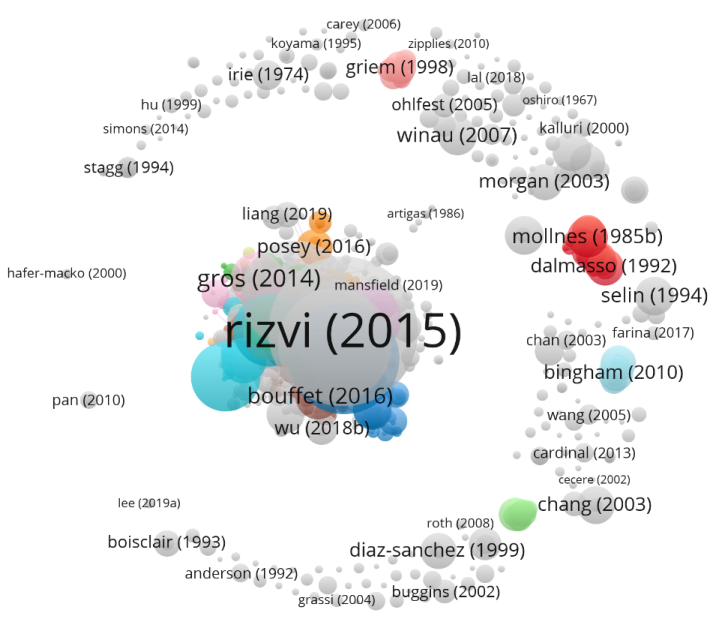 carey (2006)
koyama (1995)
zipplies (2010)
irie (1974)
griem (1998)
lal (2018)
hu (1999)
ohlfest (2005)
oshiro (1967)
simons (2014)
winau (2007)
kalluri (2000)
stagg (1994)
morgan (2003)
liang (2019)
artigas (1986)
posey (2016)
mollnes (1985b)
hafer-macko (2000)
gros (2014)
mansfield (2019)
dalmasso (1992)
selin (1994)
rizvi (2015)
chan (2003)
farina (2017)
bingham (2010)
pan (2010)
bouffet (2016)
wu (2018b)
wang (2005)
cardinal (2013)
cecere (2002)
lee (2019a)
chang (2003)
roth (2008)
boisclair (1993)
diaz-sanchez (1999)
anderson (1992)
grassi (2004)
buggins (2002)